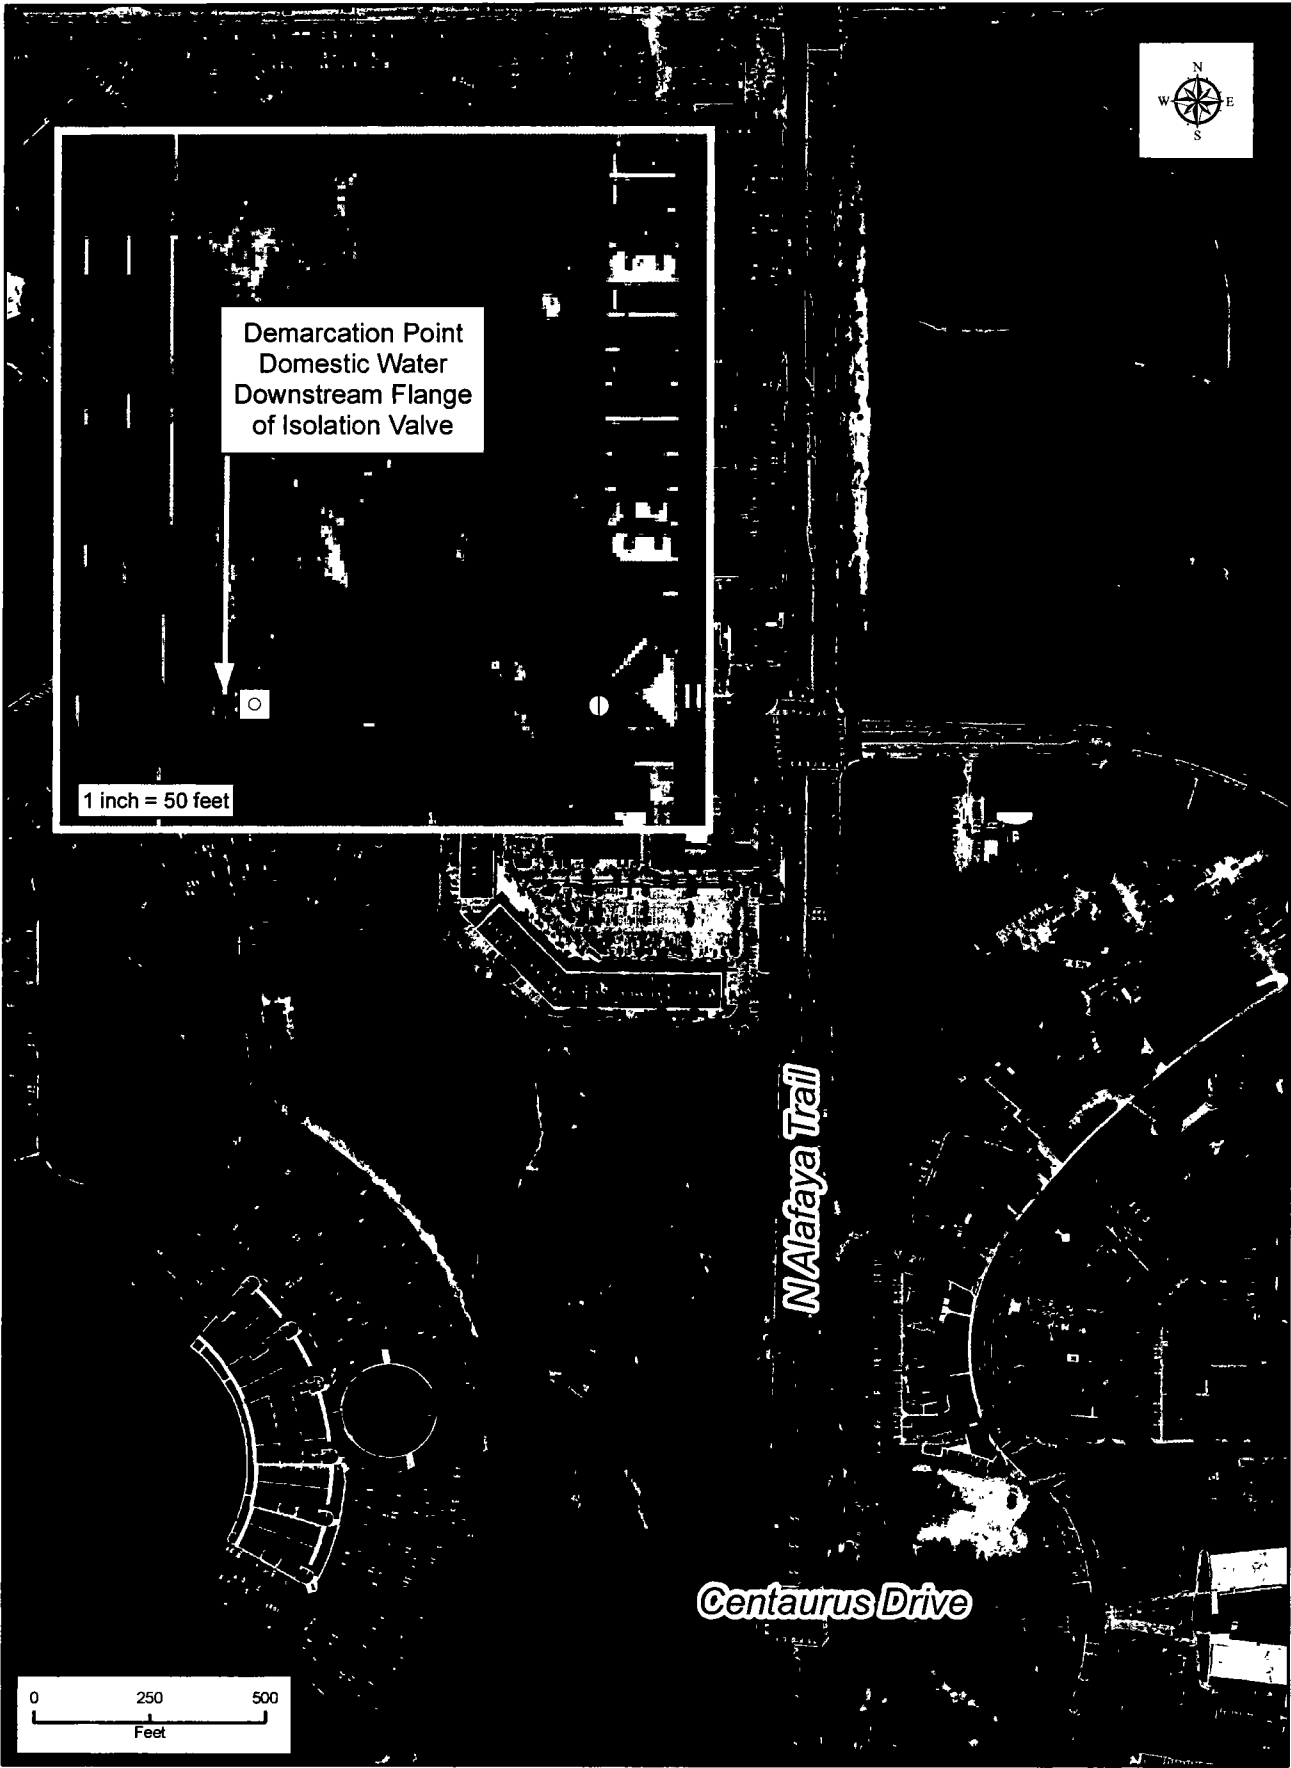 N
W E
S
Demarcation Point
Domestic Water
Downstream Flange
of Isolation Valve
1 inch = 50 feet
N Alafaya Trail
Centaurus Drive
0 250 500
Feet